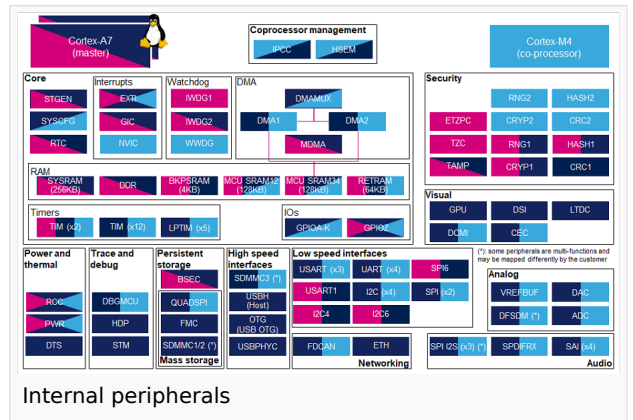 Cortex-A7
(master)
Coprocessor management
IPCC
HSEM
Cortex-M4
(co-processor)
Core
STGEN
SYSCFG
RTC
Interrupts
EXTI
GIC
NVIC
Watchdog
IWDG1
IWDG2
WWDG
DMA
DMAMUX
DMA1
DMA2
MDMA
Security
RNG2
HASH2
ETZPC
CRYP2
CRC2
TZC
RNG1
HASH1
TAMP
CRYP1
CRC1
RAM
SYSRAM
(256KB)
DDR
BKPSRAM
(4KB)
MCU SRAM12
(128KB)
MCU SRAM34
(128KB)
RETRAM
(64KB)
Timers
TIM (x2)
TIM (x12)
LPTIM (x5)
IOs
GPIOA-K
GPIOZ
Visual
GPU
DSI
LTDC
DCMI
CEC
Power and
thermal
RCC
PWR
DTS
Trace and
debug
DBGMCU
HDP
STM
Persistent
storage
BSEC
QUADSPI
FMC
SDMMC1/2 (*)
Mass storage
High speed
interfaces
SDMMC3 (*)
USBH
(Host)
OTG
(USB OTG)
USBPHYC
Low speed interfaces
USART (x3)
UART (x4)
SPI6
USART1
I2C (x4)
SPI (x2)
I2C4
I2C6
(*): some peripherals are multi-functions and
may be mapped differently by the customer
Analog
VREFBUF
DAC
DFSDM (*)
ADC
FDCAN
ETH
Networking
SPI I2S (x3) (*)
SPDIFRX
SAI (x4)
Audio
Internal peripherals